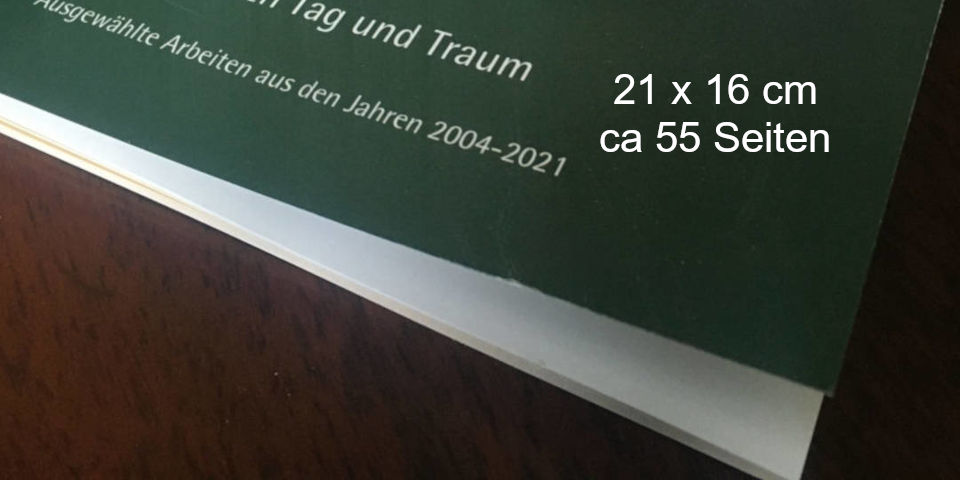 Tag und Traum
Ausgewählte Arbeiten aus den Jahren 2004-2021
21 x 16 cm
ca 55 Seiten